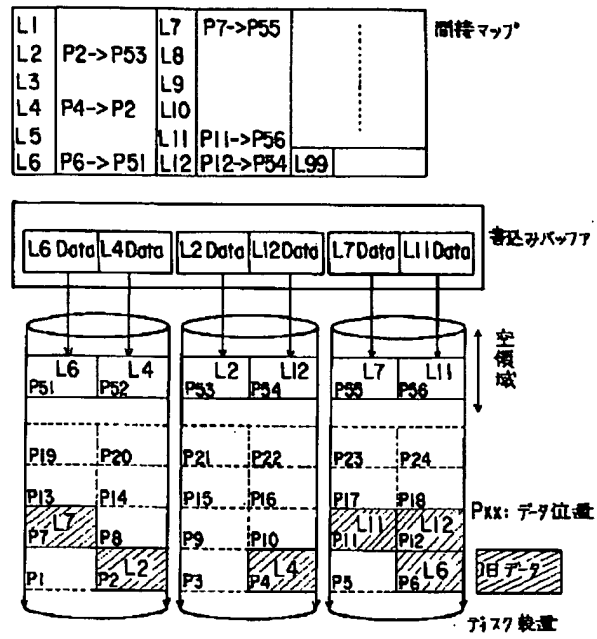 L1 L7 P7->P55 間接マップ
L2 P2->P53 L8
L3 L9
L4 P4->P2 L10
L5 L11 P11->P56
L6 P6->P51 L12 P12->P54 L99
書込みバッファ
L6 Data L4 Data L2 Data L12Data L7 Data L11 Data
空領域
L6 L4 L2 L12 L7 L11
P51 P52 P53 P54 P55 P56
P19 P20 P21 P22 P23 P24
P13 P14 P15 P16 P17 P18
Pxx: データ位置
L7 L11 L12
P7 P8 P9 P10 P11 P12
L2 L4 L6 旧データ
P1 P2 P3 P4 P5 P6
ディスク装置